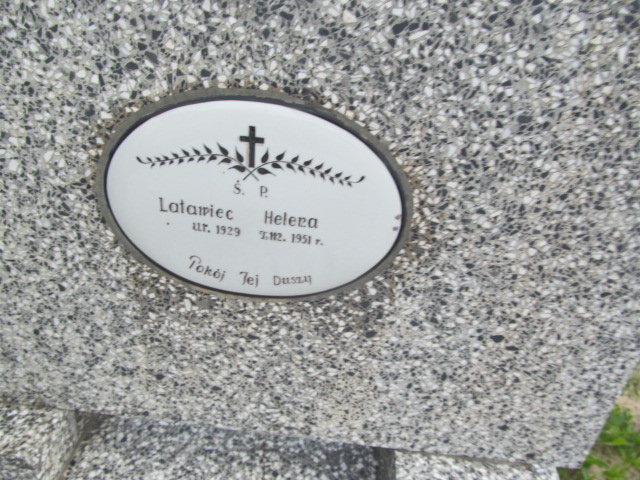 Ś. P.
Latawiec Helena
ur. 1929 zm. 1951 r.
Pokój Jej Duszy